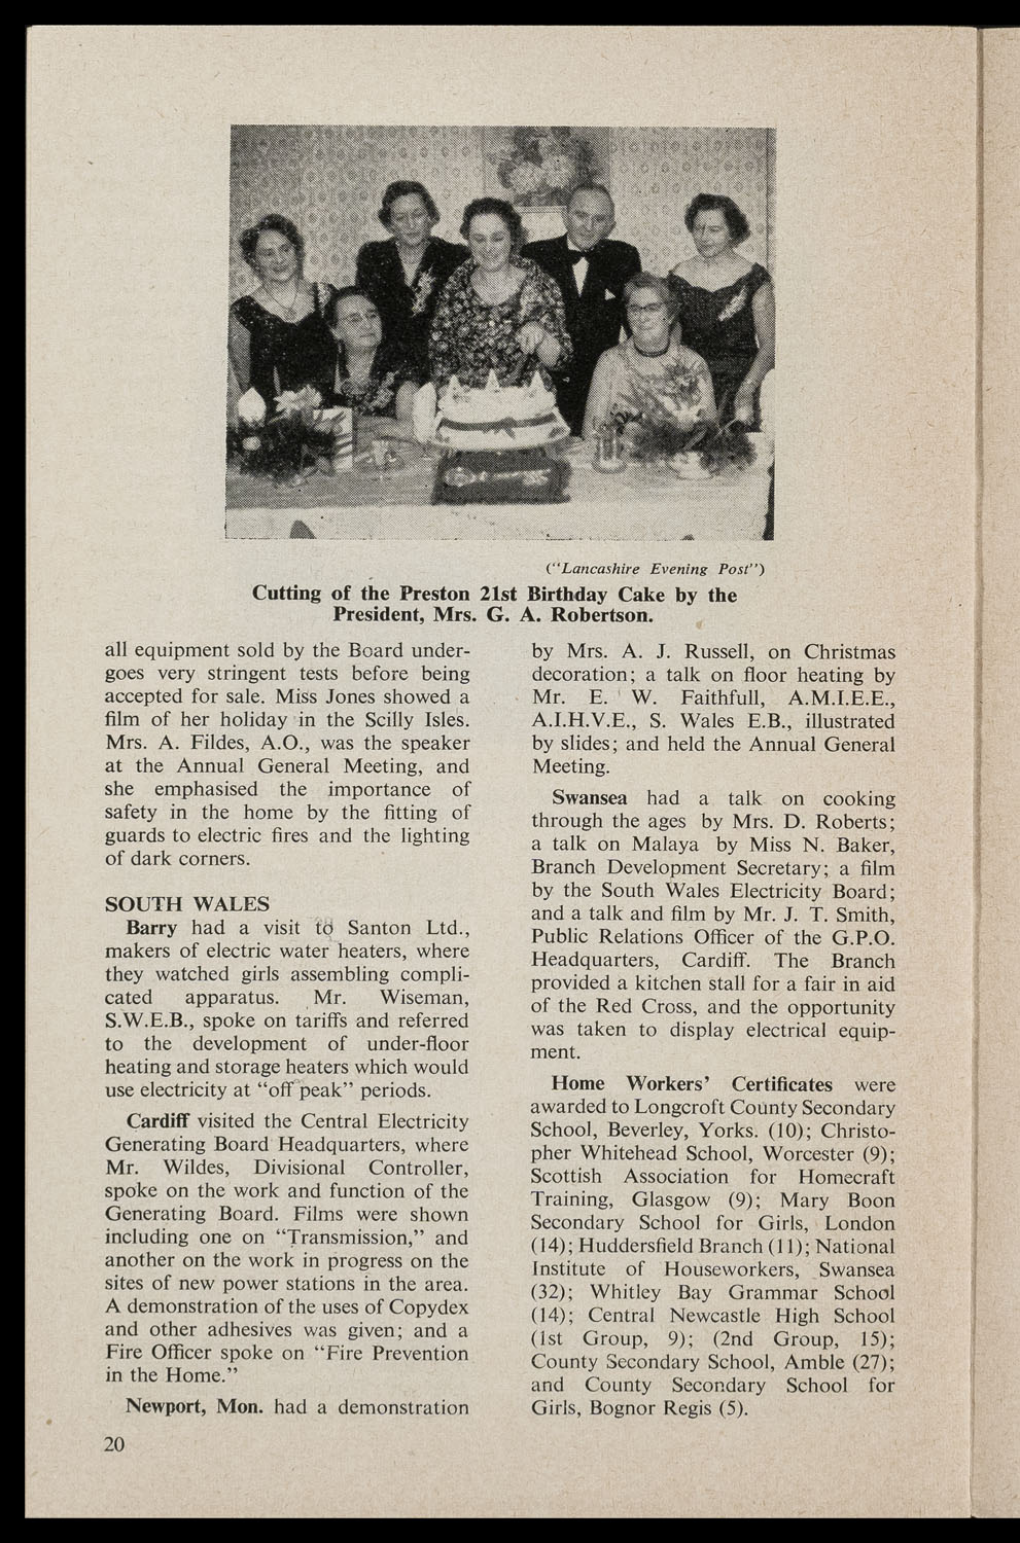 ("Lancashire Evening Post")
Cutting of the Preston 21st Birthday Cake by the
President, Mrs. G. A. Robertson.
all equipment sold by the Board under-
goes very stringent tests before being
accepted for sale. Miss Jones showed a
film of her holiday in the Scilly Isles.
Mrs. A. Fildes, A.O., was the speaker
at the Annual General Meeting, and
she emphasised the importance of
safety in the home by the fitting of
guards to electric fires and the lighting
of dark corners.
SOUTH WALES
Barry had a visit to Santon Ltd.,
makers of electric water heaters, where
they watched girls assembling compli-
cated apparatus. Mr. Wiseman,
S.W.E.B., spoke on tariffs and referred
to the development of under-floor
heating and storage heaters which would
use electricity at "off peak" periods.
Cardiff visited the Central Electricity
Generating Board Headquarters, where
Mr. Wildes, Divisional Controller,
spoke on the work and function of the
Generating Board. Films were shown
including one on "Transmission," and
another on the work in progress on the
sites of new power stations in the area.
A demonstration of the uses of Copydex
and other adhesives was given; and a
Fire Officer spoke on "Fire Prevention
in the Home."
Newport, Mon. had a demonstration
by Mrs. A. J. Russell, on Christmas
decoration; a talk on floor heating by
Mr. E. W. Faithfull, A.M.I.E.E.,
A.I.H.V.E., S. Wales E.B., illustrated
by slides; and held the Annual General
Meeting.
Swansea had a talk on cooking
through the ages by Mrs. D. Roberts;
a talk on Malaya by Miss N. Baker,
Branch Development Secretary; a film
by the South Wales Electricity Board;
and a talk and film by Mr. J. T. Smith,
Public Relations Officer of the G.P.O.
Headquarters, Cardiff. The Branch
provided a kitchen stall for a fair in aid
of the Red Cross, and the opportunity
was taken to display electrical equip-
ment.
Home Workers' Certificates were
awarded to Longcroft County Secondary
School, Beverley, Yorks. (10); Christo-
pher Whitehead School, Worcester (9);
Scottish Association for Homecraft
Training, Glasgow (9); Mary Boon
Secondary School for Girls, London
(14); Huddersfield Branch (11); National
Institute of Houseworkers, Swansea
(32); Whitley Bay Grammar School
(14); Central Newcastle High School
(1st Group, 9); (2nd Group, 15);
County Secondary School, Amble (27);
and County Secondary School for
Girls, Bognor Regis (5).
20